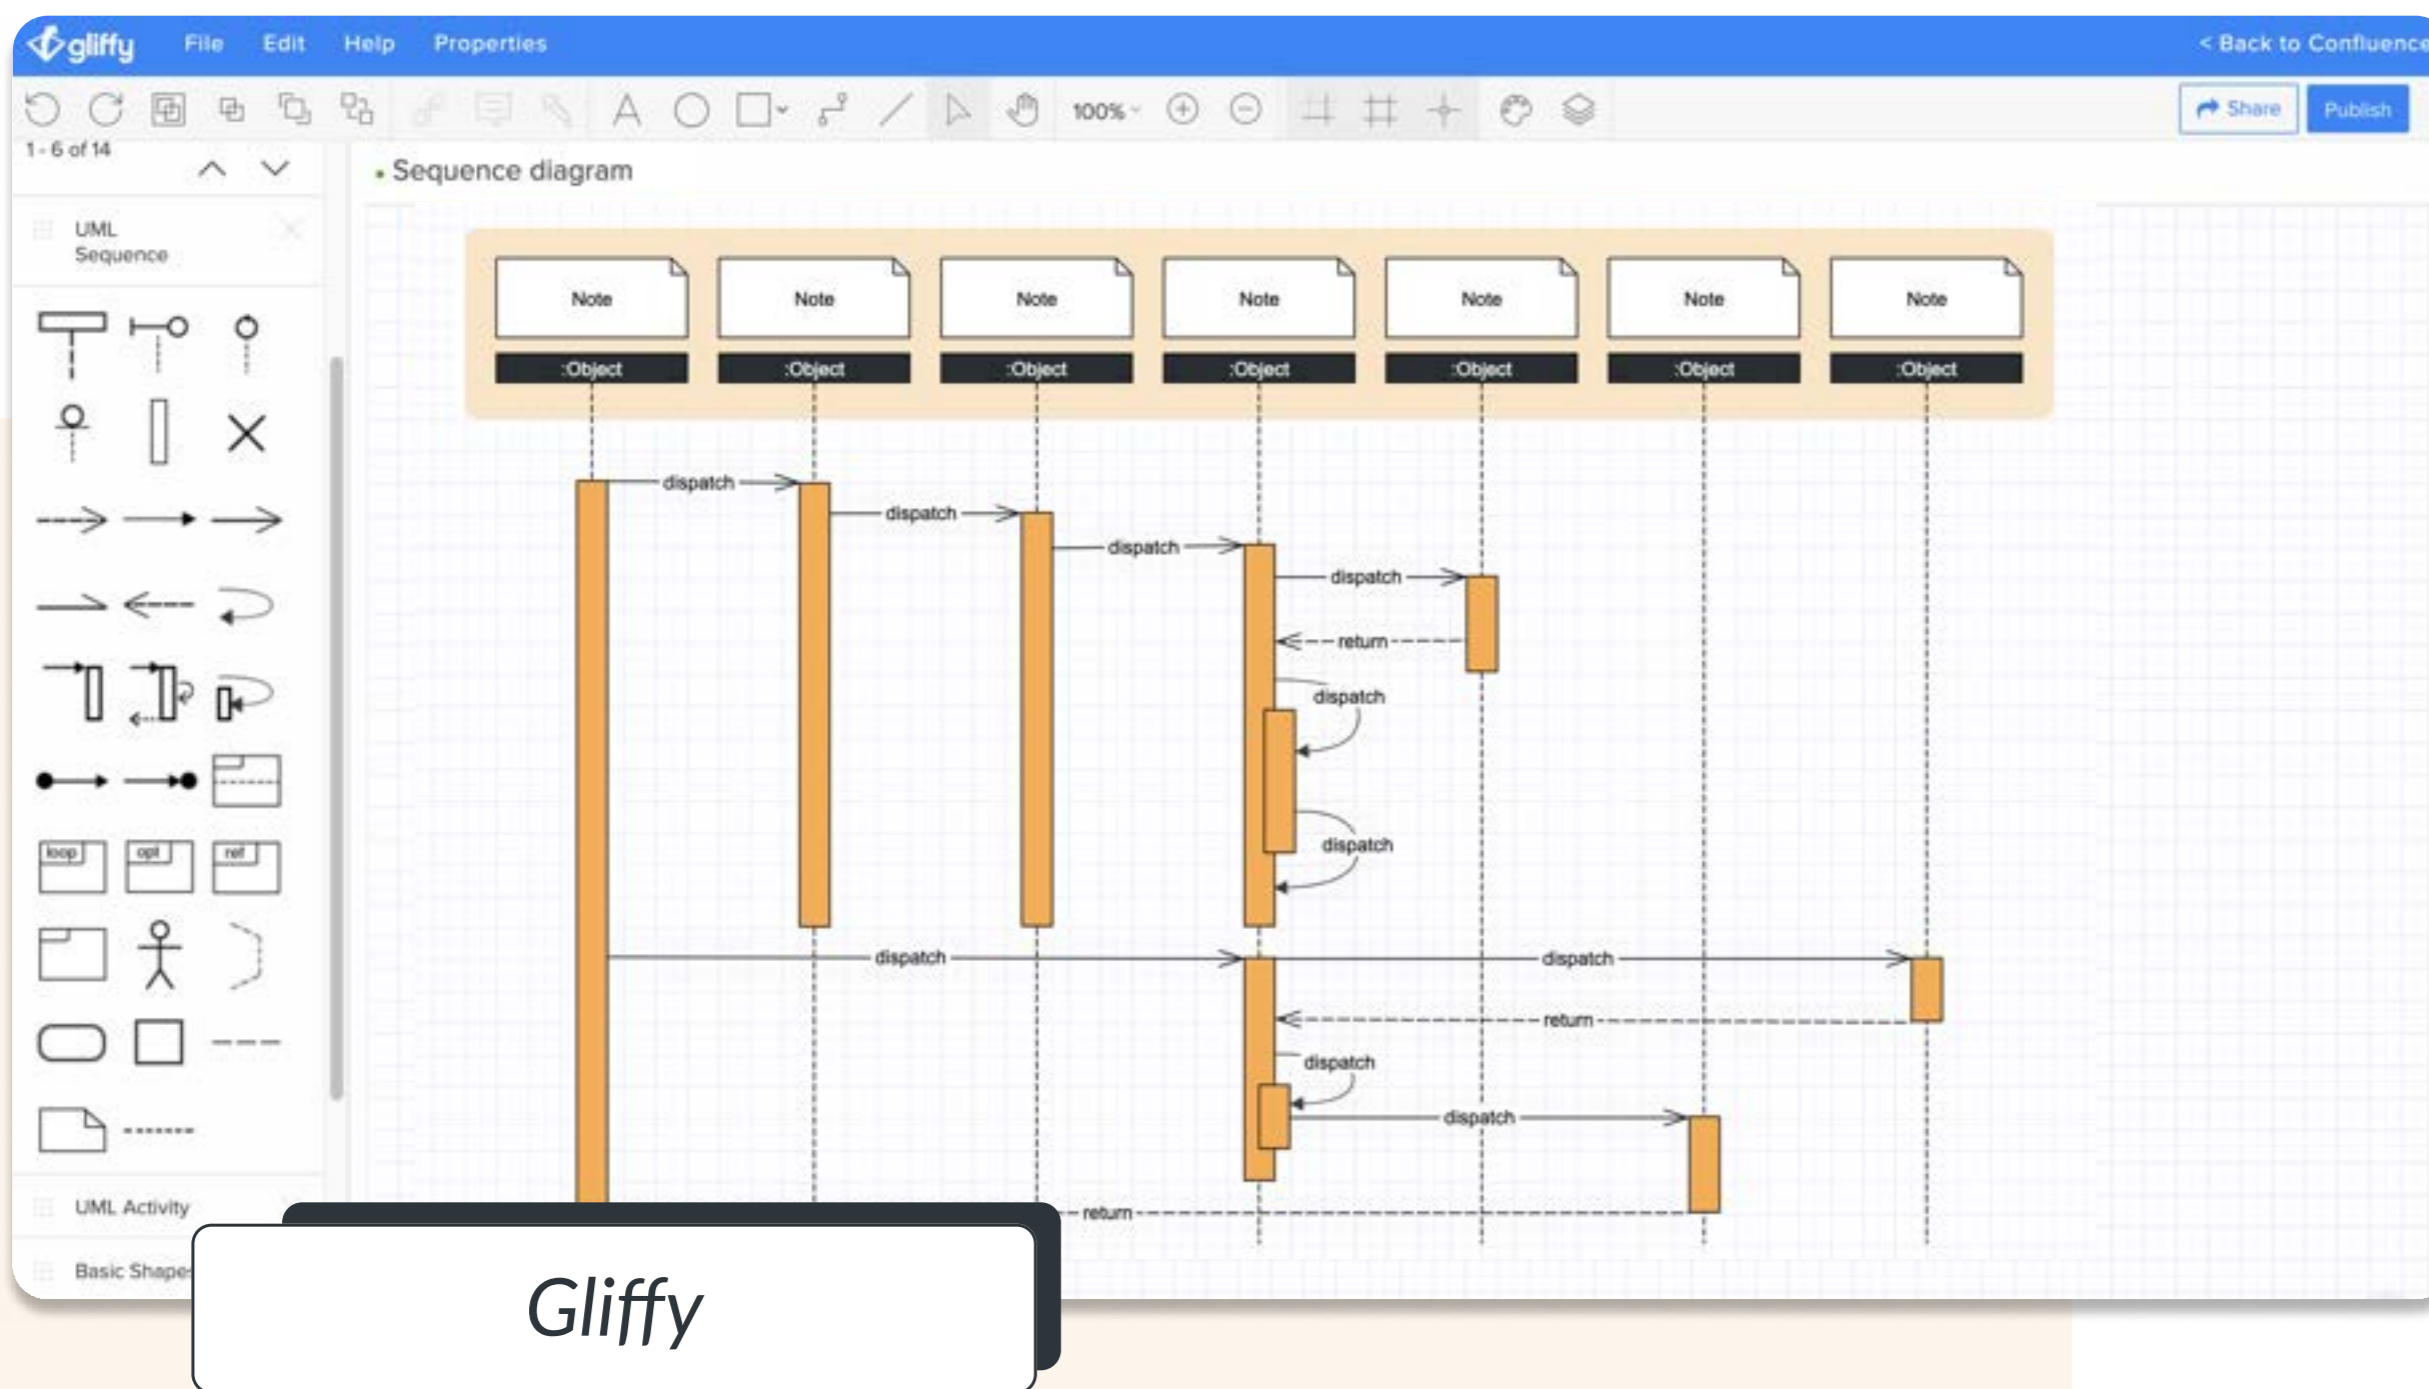 gliffy File Edit Help Properties < Back to Confluence
100% Share Publish
1 - 6 of 14
Sequence diagram
UML
Sequence
Note Note Note Note Note Note Note
:Object :Object :Object :Object :Object :Object :Object
dispatch
dispatch
dispatch
dispatch
return
dispatch
loop opt ref
dispatch
dispatch dispatch
return
dispatch
dispatch
UML Activity
return
Basic Shapes
Gliffy